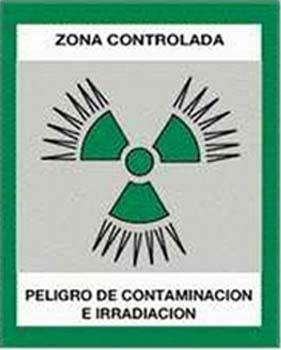 ZONA CONTROLADA
PELIGRO DE CONTAMINACION
E IRRADIACION